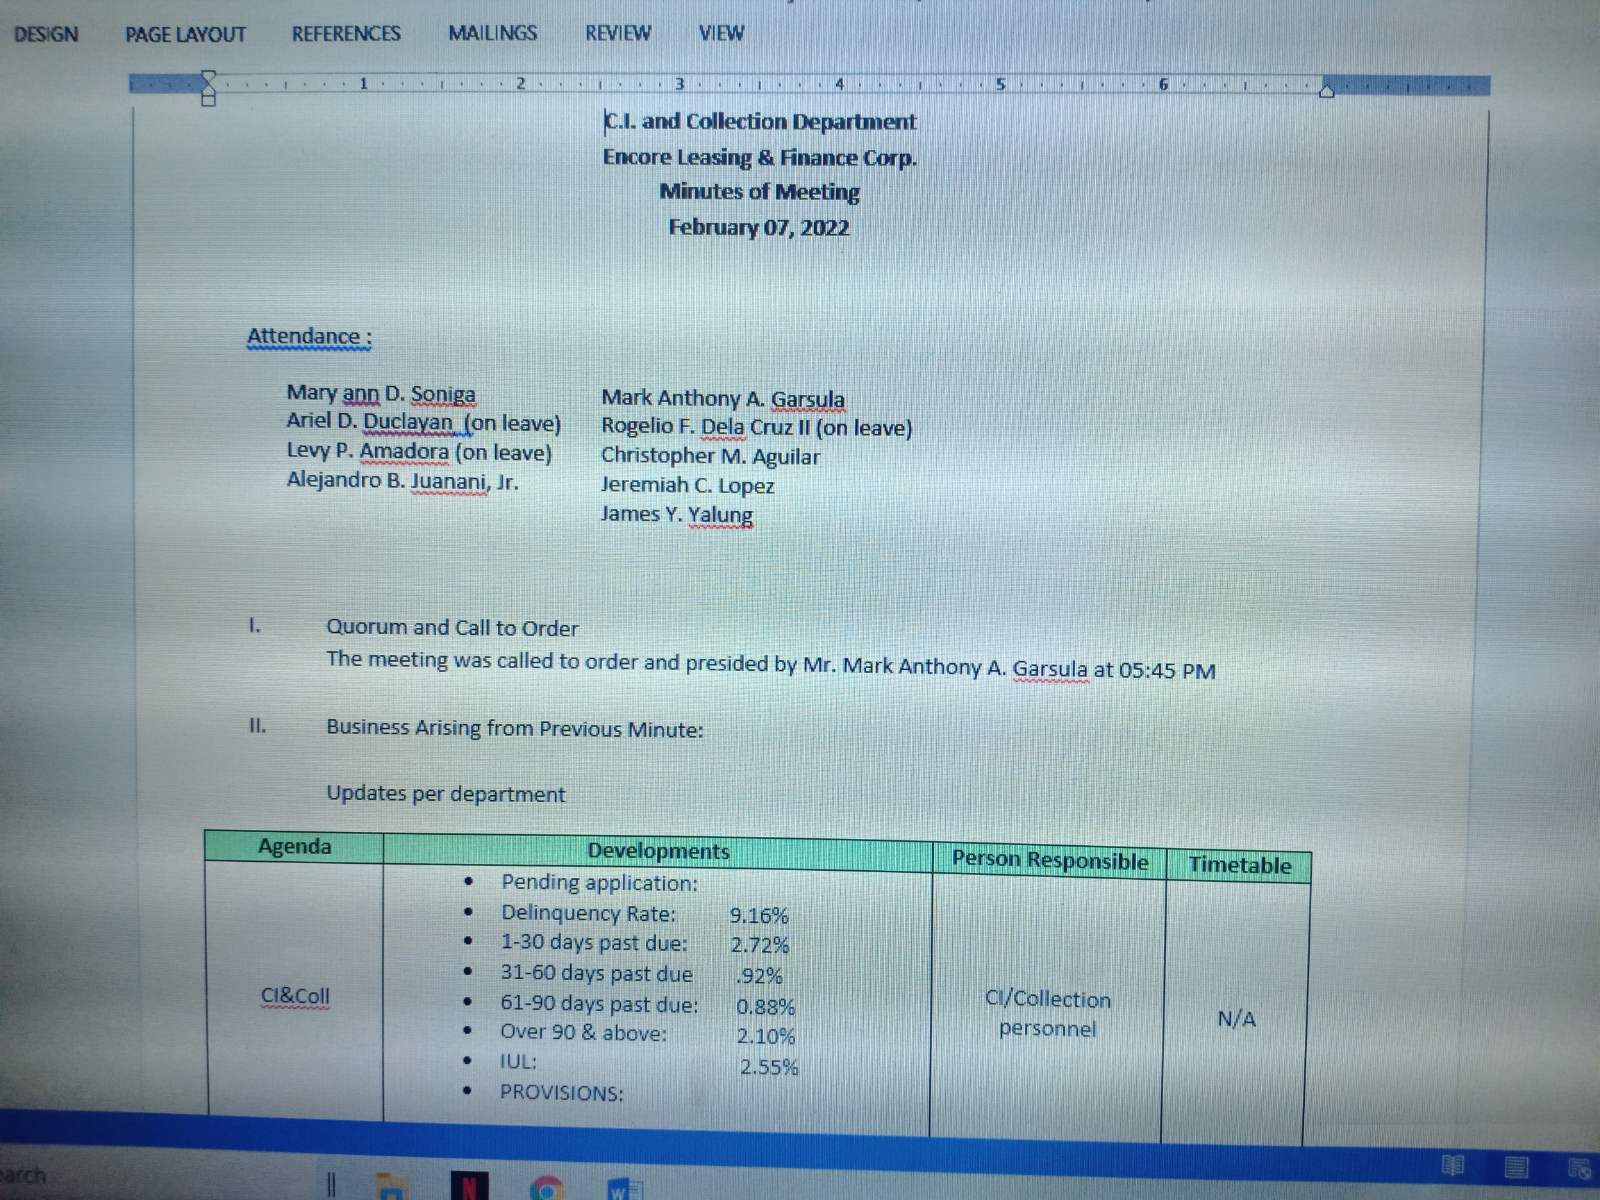 DESIGN PAGE LAYOUT REFERENCES MAILINGS REVIEW VIEW
1 2 3 4 5 6
C.I. and Collection Department
Encore Leasing & Finance Corp.
Minutes of Meeting
February 07, 2022
Attendance :
Mary ann D. Soniga
Ariel D. Duclayan (on leave)
Levy P. Amadora (on leave)
Alejandro B. Juanani, Jr.
Mark Anthony A. Garsula
Rogelio F. Dela Cruz II (on leave)
Christopher M. Aguilar
Jeremiah C. Lopez
James Y. Yalung
I. Quorum and Call to Order
The meeting was called to order and presided by Mr. Mark Anthony A. Garsula at 05:45 PM
II. Business Arising from Previous Minute:
Updates per department
Agenda Developments Person Responsible Timetable
CI&Coll
• Pending application:
• Delinquency Rate: 9.16%
• 1-30 days past due: 2.72%
• 31-60 days past due .92%
• 61-90 days past due: 0.88%
• Over 90 & above: 2.10%
• IUL: 2.55%
• PROVISIONS:
CI/Collection
personnel
N/A
earch
N
W